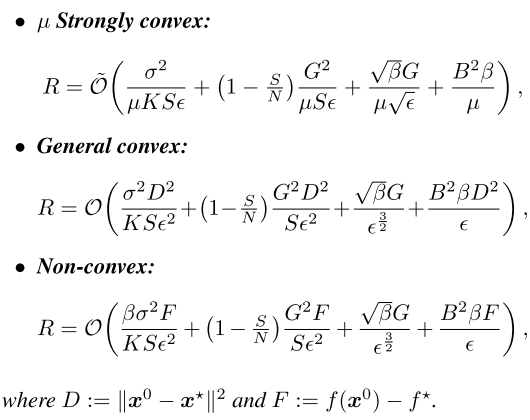 • μ Strongly convex:
R = Õ( σ²/(μKSϵ) + (1 − S/N) G²/(μSϵ) + √β G/(μ√ϵ) + B²β/μ ) ,
• General convex:
R = O( σ²D²/(KSϵ²) + (1 − S/N) G²D²/(Sϵ²) + √β G/ϵ^(3/2) + B²βD²/ϵ ) ,
• Non-convex:
R = O( βσ²F/(KSϵ²) + (1 − S/N) G²F/(Sϵ²) + √β G/ϵ^(3/2) + B²βF/ϵ ) ,
where D := ‖x⁰ − x⋆‖² and F := f(x⁰) − f⋆.